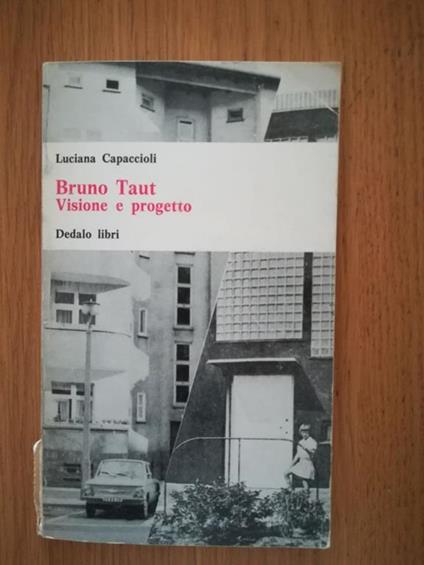 Luciana Capaccioli
Bruno Taut
Visione e progetto
Dedalo libri